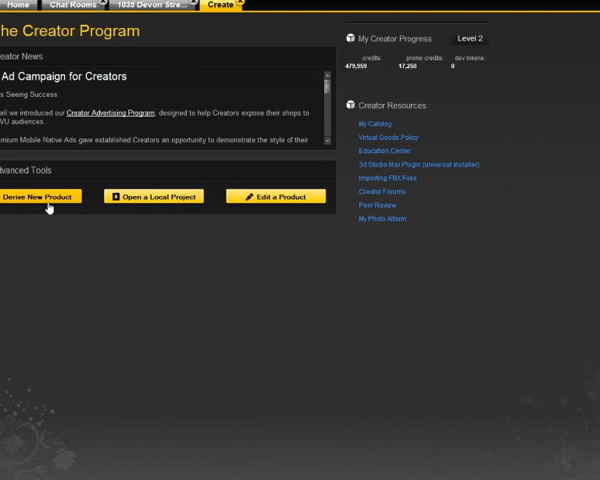 Home Chat Rooms 1035 Devon Stre... Create
he Creator Program
eator News
Ad Campaign for Creators
s Seeing Success
pril we introduced our Creator Advertising Program, designed to help Creators expose their shops to
VU audiences.
emium Mobile Native Ads gave established Creators an opportunity to demonstrate the style of their
dvanced Tools
Derive New Product Open a Local Project Edit a Product
My Creator Progress Level 2
credits: promo credits: dev tokens:
479,959 17,250 0
Creator Resources
My Catalog
Virtual Goods Policy
Education Center
3d Studio Max Plugin (universal installer)
Importing FBX Files
Creator Forums
Peer Review
My Photo Album